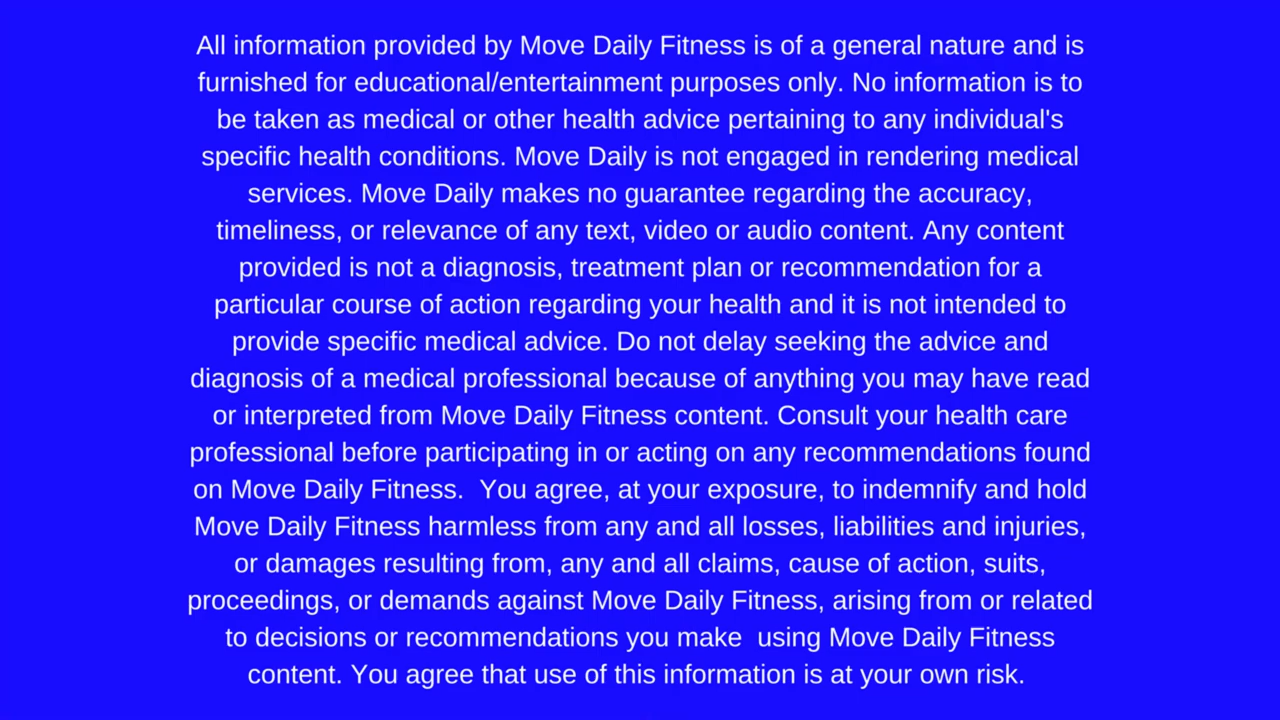 All information provided by Move Daily Fitness is of a general nature and is
furnished for educational/entertainment purposes only. No information is to
be taken as medical or other health advice pertaining to any individual's
specific health conditions. Move Daily is not engaged in rendering medical
services. Move Daily makes no guarantee regarding the accuracy,
timeliness, or relevance of any text, video or audio content. Any content
provided is not a diagnosis, treatment plan or recommendation for a
particular course of action regarding your health and it is not intended to
provide specific medical advice. Do not delay seeking the advice and
diagnosis of a medical professional because of anything you may have read
or interpreted from Move Daily Fitness content. Consult your health care
professional before participating in or acting on any recommendations found
on Move Daily Fitness.  You agree, at your exposure, to indemnify and hold
Move Daily Fitness harmless from any and all losses, liabilities and injuries,
or damages resulting from, any and all claims, cause of action, suits,
proceedings, or demands against Move Daily Fitness, arising from or related
to decisions or recommendations you make  using Move Daily Fitness
content. You agree that use of this information is at your own risk.